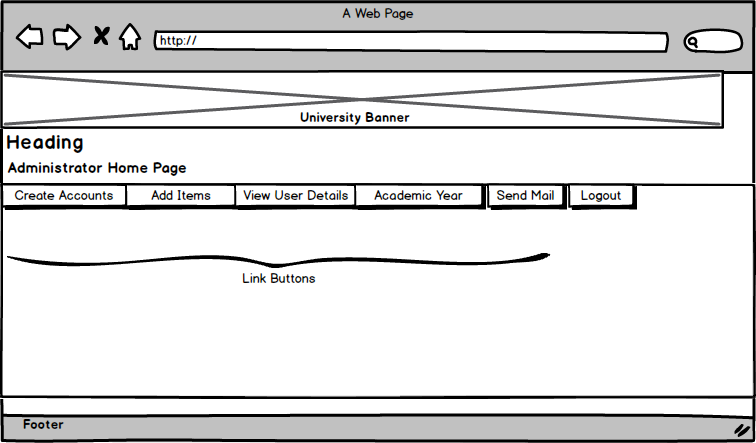 A Web Page
http://
University Banner
Heading
Administrator Home Page
Create Accounts Add Items View User Details Academic Year Send Mail Logout
Link Buttons
Footer